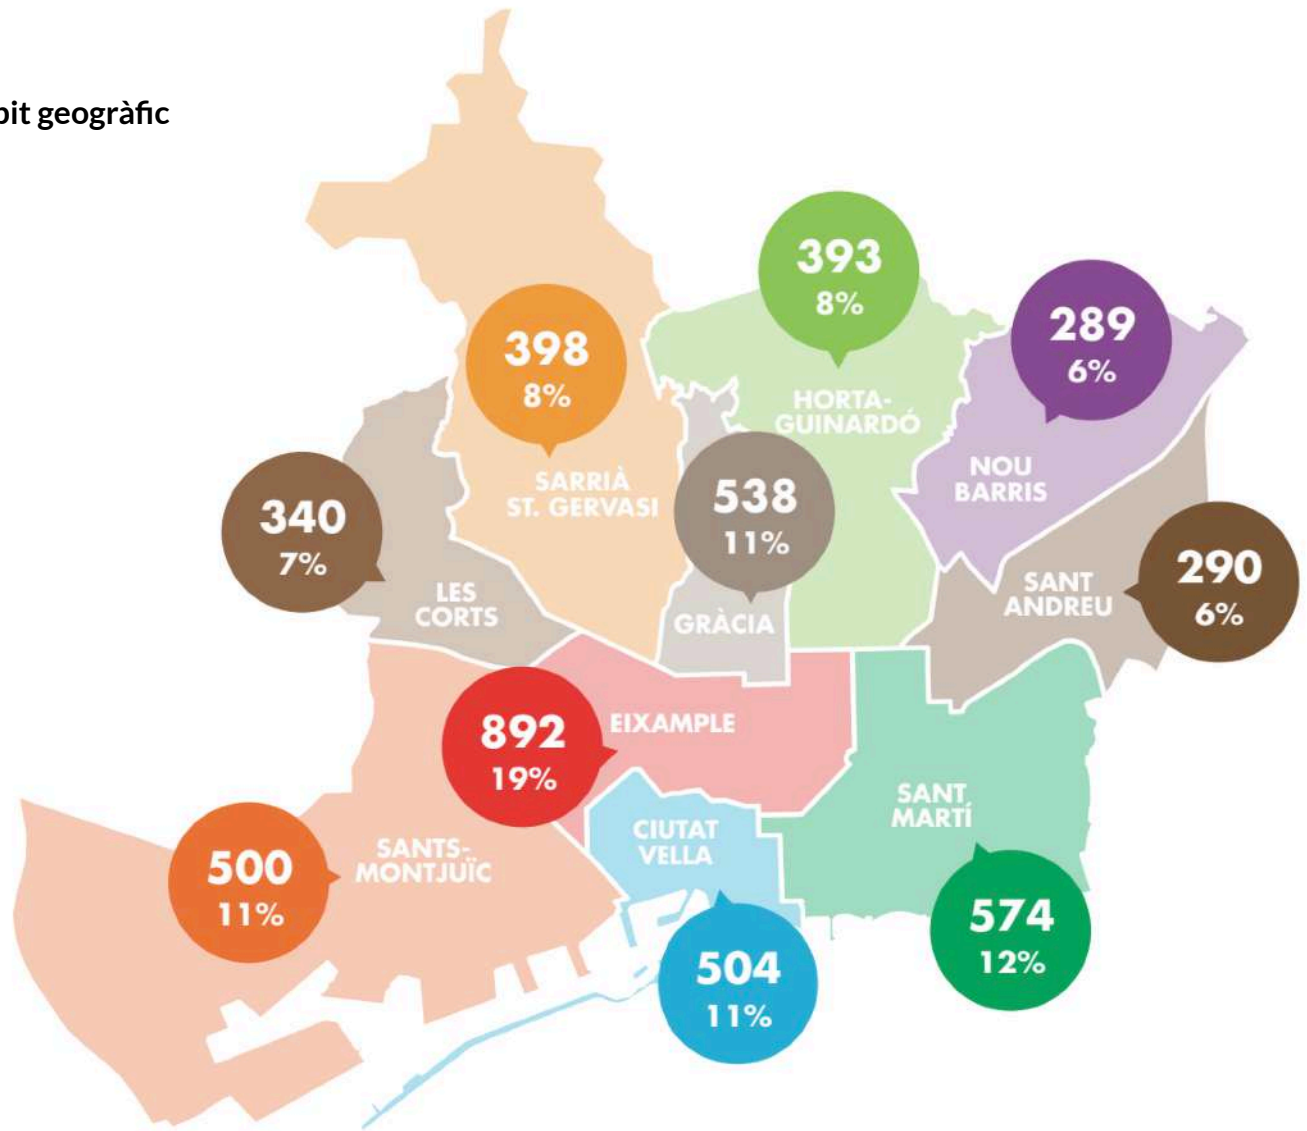 geogràfic
393
8%
289
6%
398
8%
HORTA-
GUINARDÓ
NOU
BARRIS
SARRIÀ
ST. GERVASI
538
11%
340
7%
290
6%
SANT
ANDREU
LES
CORTS
GRÀCIA
892
19%
EIXAMPLE
SANT
MARTÍ
CIUTAT
VELLA
SANTS-
MONTJUÏC
500
11%
574
12%
504
11%